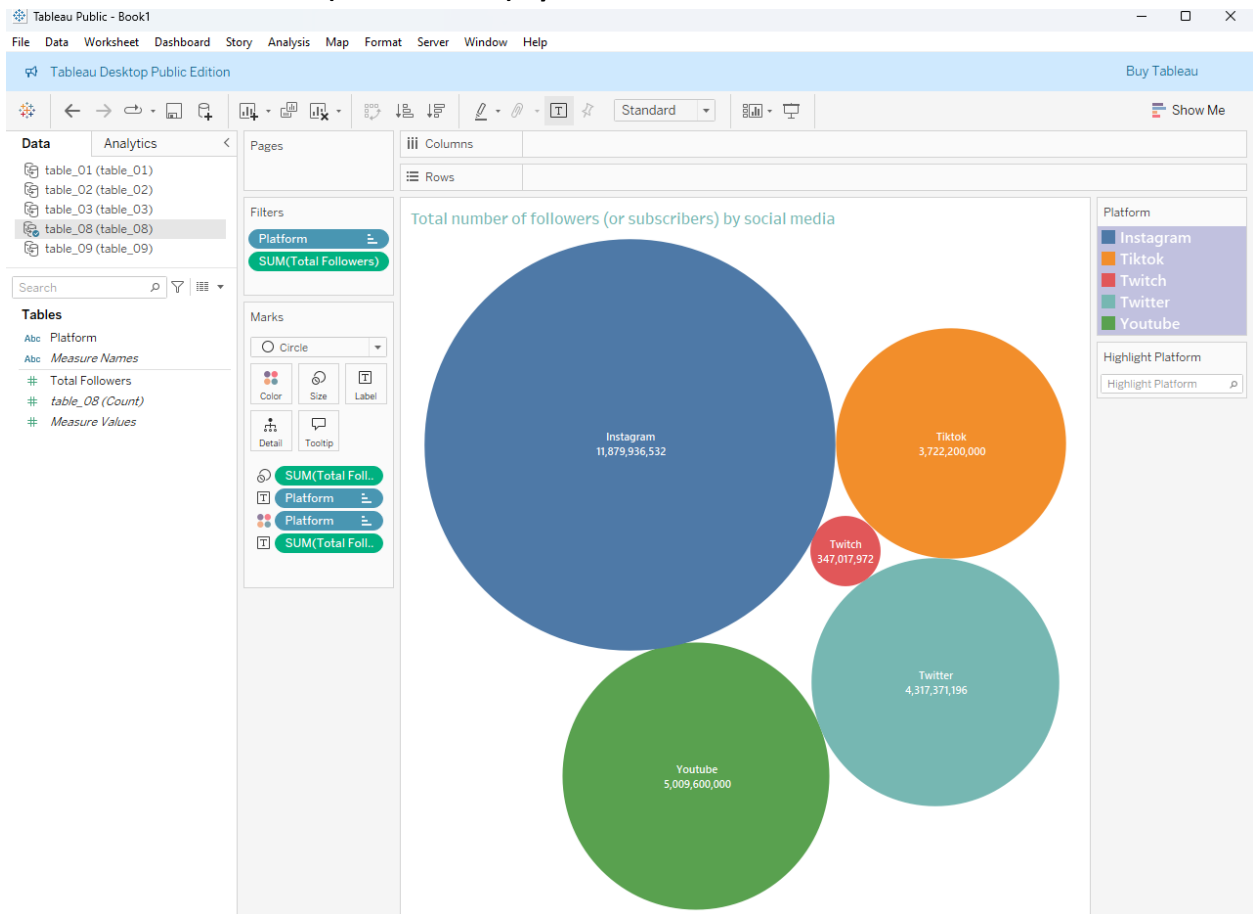 Tableau Public - Book1
File Data Worksheet Dashboard Story Analysis Map Format Server Window Help
Tableau Desktop Public Edition
Buy Tableau
Standard
Show Me
Data Analytics
table_01 (table_01)
table_02 (table_02)
table_03 (table_03)
table_08 (table_08)
table_09 (table_09)
Search
Tables
Abc Platform
Abc Measure Names
# Total Followers
# table_08 (Count)
# Measure Values
Pages
Columns
Rows
Filters
Platform
SUM(Total Followers)
Marks
Circle
Color Size Label
Detail Tooltip
SUM(Total Foll..
Platform
Platform
SUM(Total Foll..
Total number of followers (or subscribers) by social media
Instagram
11,879,936,532
Tiktok
3,722,200,000
Twitch
347,017,972
Twitter
4,317,371,196
Youtube
5,009,600,000
Platform
Instagram
Tiktok
Twitch
Twitter
Youtube
Highlight Platform
Highlight Platform